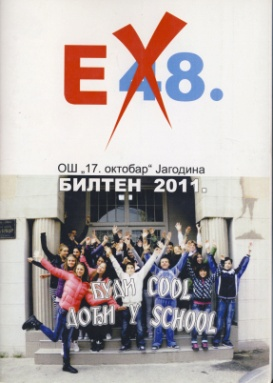 EX48.
ОШ „17. октобар“ Јагодина
БИЛТЕН 2011.
БУДИ COOL
ДОЂИ У SCHOOL